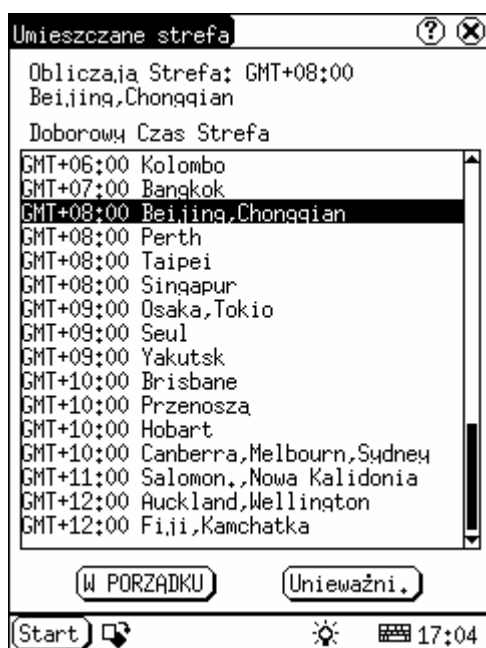 Umieszczane strefa
Obliczają Strefa: GMT+08:00
Beijing,Chongqian
Doborowy Czas Strefa
GMT+06:00 Kolombo
GMT+07:00 Bangkok
GMT+08:00 Beijing,Chongqian
GMT+08:00 Perth
GMT+08:00 Taipei
GMT+08:00 Singapur
GMT+09:00 Osaka,Tokio
GMT+09:00 Seul
GMT+09:00 Yakutsk
GMT+10:00 Brisbane
GMT+10:00 Przenoszą
GMT+10:00 Hobart
GMT+10:00 Canberra,Melbourn,Sydney
GMT+11:00 Salomon.,Nowa Kalidonia
GMT+12:00 Auckland,Wellington
GMT+12:00 Fiji,Kamchatka
W PORZĄDKU Unieważni.
Start 17:04